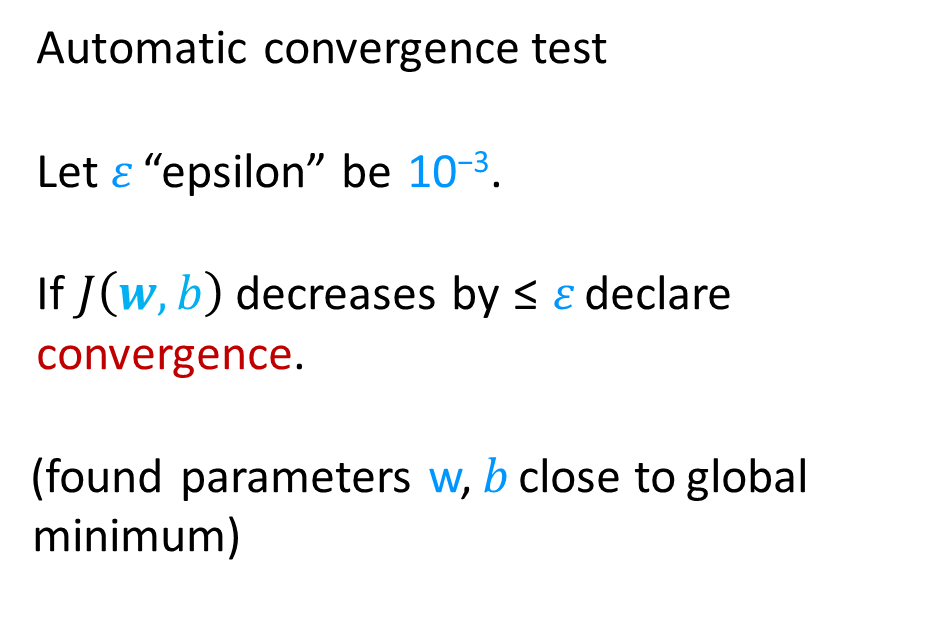 Automatic convergence test
Let ε “epsilon” be 10⁻³.
If J(w, b) decreases by ≤ ε declare
convergence.
(found parameters w, b close to global
minimum)